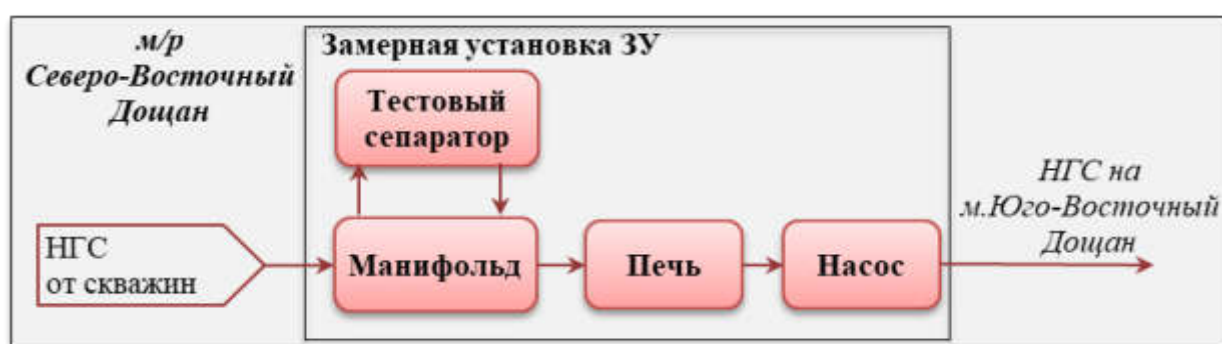 м/р
Северо-Восточный
Дощан
Замерная установка ЗУ
Тестовый
сепаратор
НГС
от скважин
Манифольд
Печь
Насос
НГС на
м.Юго-Восточный
Дощан